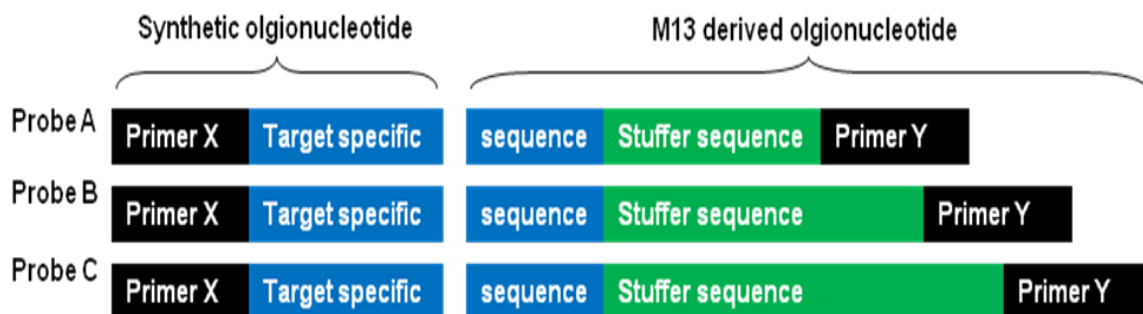 Synthetic olgionucleotide M13 derived olgionucleotide
Probe A Primer X Target specific sequence Stuffer sequence Primer Y
Probe B Primer X Target specific sequence Stuffer sequence Primer Y
Probe C Primer X Target specific sequence Stuffer sequence Primer Y